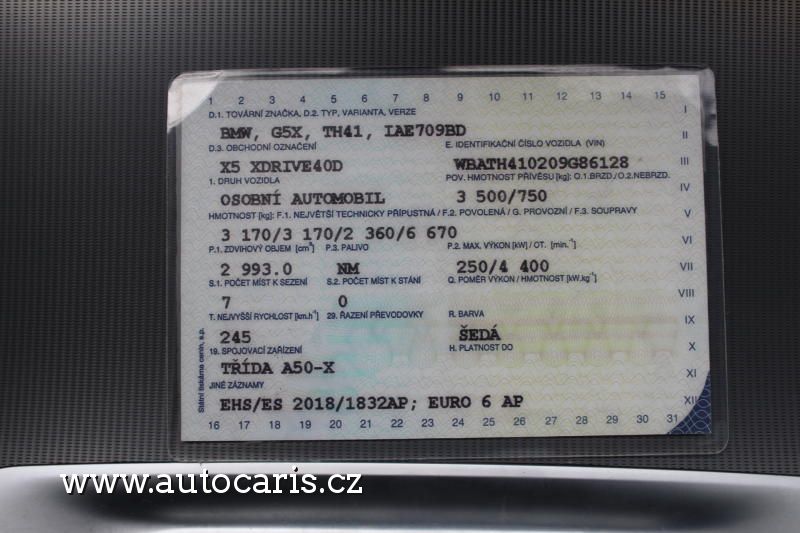 1 2 3 4 5 6 7 8 9 10 11 12 13 14 15
D.1. TOVÁRNÍ ZNAČKA, D.2. TYP, VARIANTA, VERZE I
BMW, G5X, TH41, IAE709BD II
D.3. OBCHODNÍ OZNAČENÍ E. IDENTIFIKAČNÍ ČÍSLO VOZIDLA (VIN)
X5 XDRIVE40D WBATH410209G86128 III
1. DRUH VOZIDLA POV. HMOTNOST PŘÍVĚSU [kg]: O.1.BRZD./O.2.NEBRZD.
OSOBNÍ AUTOMOBIL 3 500/750 IV
HMOTNOST [kg]: F.1. NEJVĚTŠÍ TECHNICKY PŘÍPUSTNÁ / F.2. POVOLENÁ / G. PROVOZNÍ / F.3. SOUPRAVY V
3 170/3 170/2 360/6 670
P.1. ZDVIHOVÝ OBJEM [cm³] P.3. PALIVO P.2. MAX. VÝKON [kW] / OT. [min.⁻¹] VI
2 993.0 NM 250/4 400 VII
S.1. POČET MÍST K SEZENÍ S.2. POČET MÍST K STÁNÍ Q. POMĚR VÝKON / HMOTNOST [kW.kg⁻¹]
7 0 VIII
T. NEJVYŠŠÍ RYCHLOST [km.h⁻¹] 29. ŘAZENÍ PŘEVODOVKY R. BARVA
245 ŠEDÁ IX
19. SPOJOVACÍ ZAŘÍZENÍ H. PLATNOST DO X
TŘÍDA A50-X XI
JINÉ ZÁZNAMY
EHS/ES 2018/1832AP; EURO 6 AP XII
16 17 18 19 20 21 22 23 24 25 26 27 28 29 30 31
Státní tiskárna cenin, s.p.
www.autocaris.cz